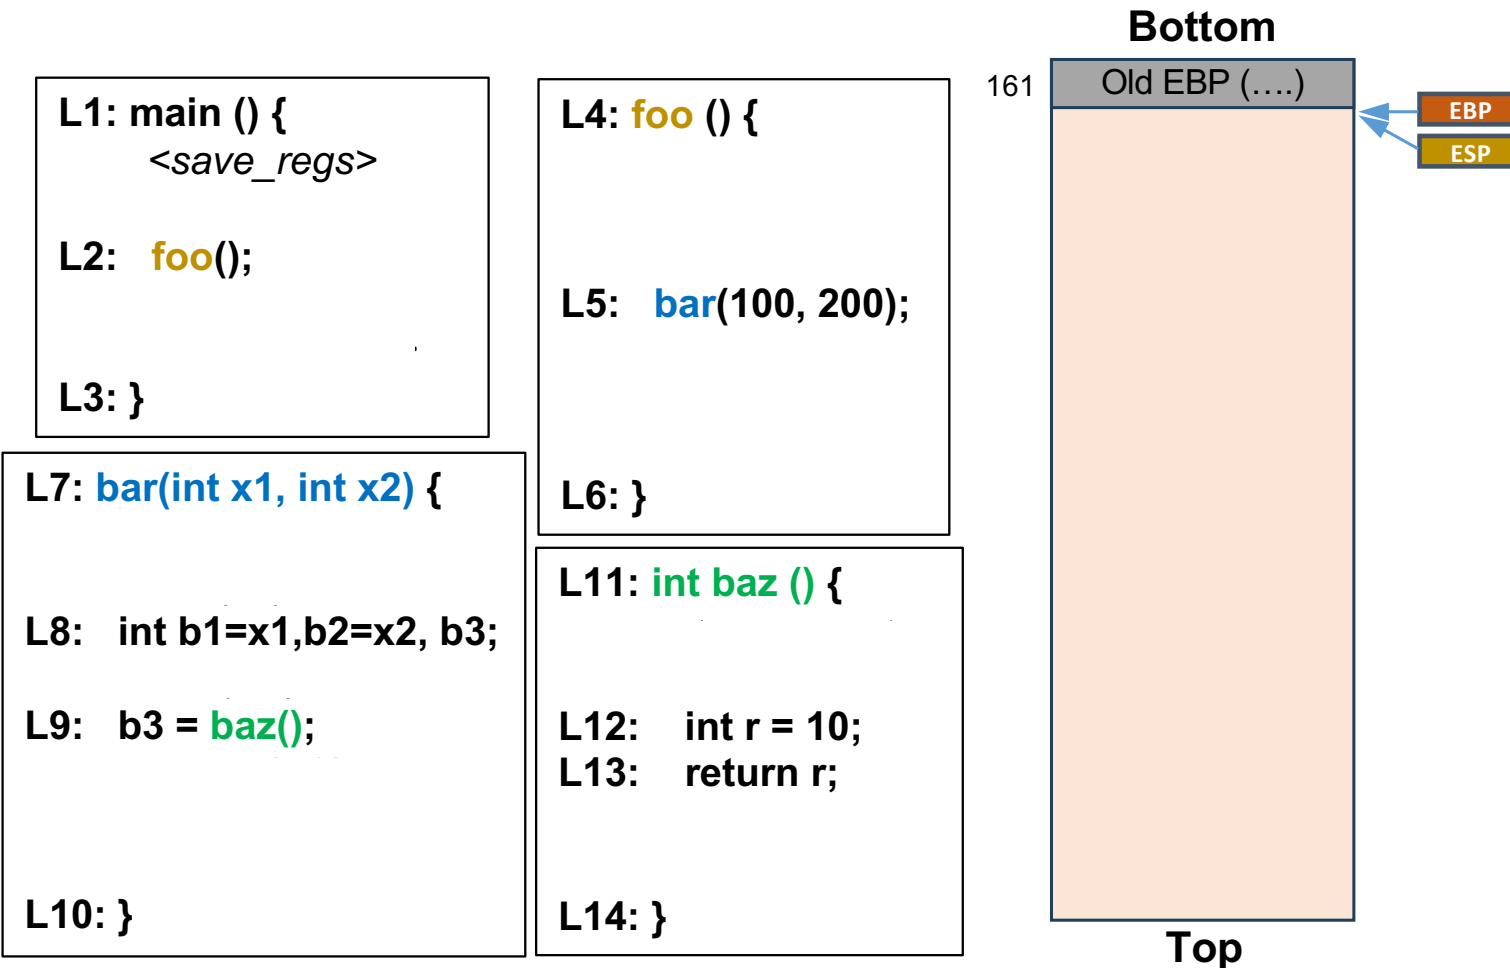 L1: main () {
<save_regs>
L2: foo();
L3: }
L4: foo () {
L5: bar(100, 200);
L6: }
L7: bar(int x1, int x2) {
L8: int b1=x1,b2=x2, b3;
L9: b3 = baz();
L10: }
L11: int baz () {
L12: int r = 10;
L13: return r;
L14: }
Bottom
161
Old EBP (....)
EBP
ESP
Top